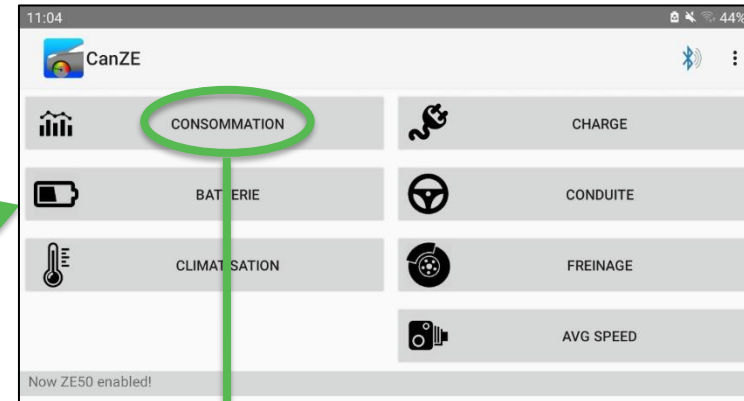 11:04 44%
CanZE
CONSOMMATION CHARGE
BATTERIE CONDUITE
CLIMATISATION FREINAGE
AVG SPEED
Now ZE50 enabled!